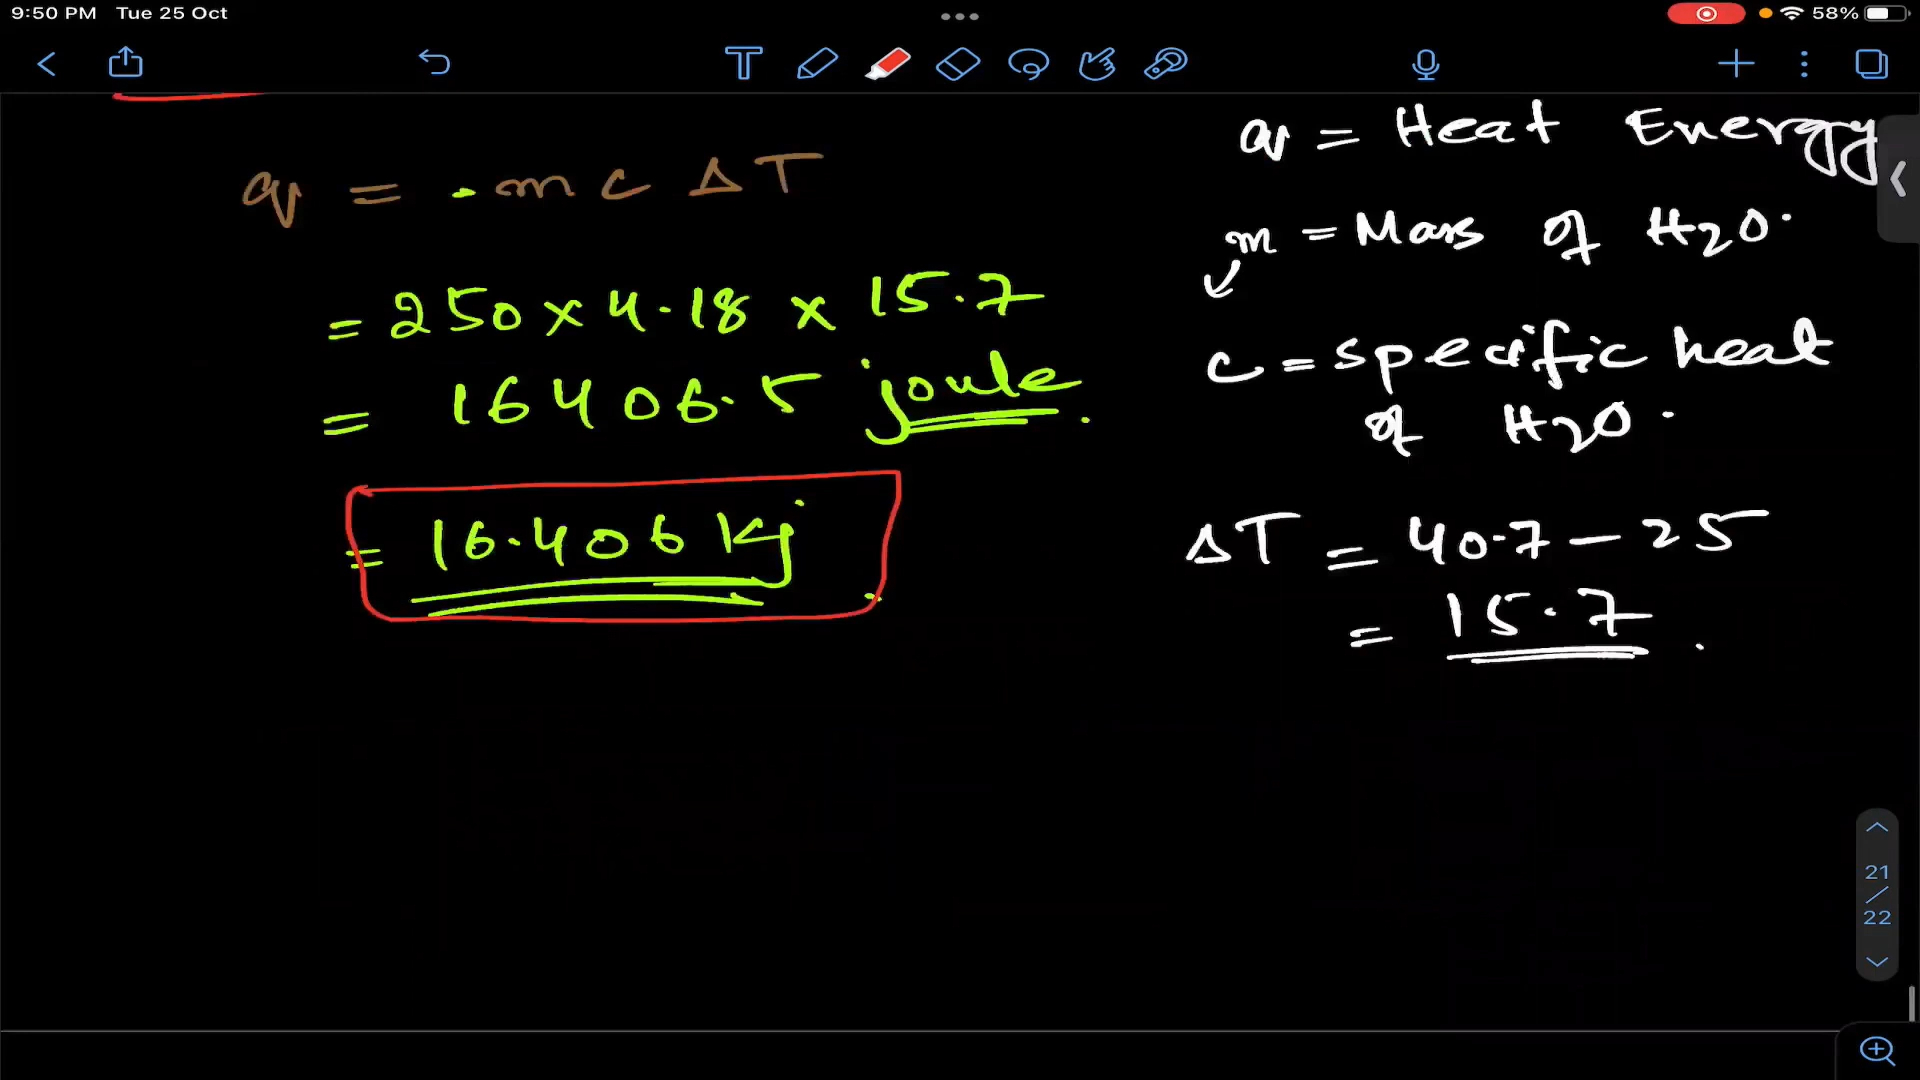 9:50 PM Tue 25 Oct
58%
T
q = Heat Energy
q = · m c ΔT
m = Mass of H2O.
= 250 × 4.18 × 15.7
c = specific heat
of H2O.
= 16406.5 joule.
= 16.406 Kj
ΔT = 40.7 – 25
= 15.7 .
21
/
22